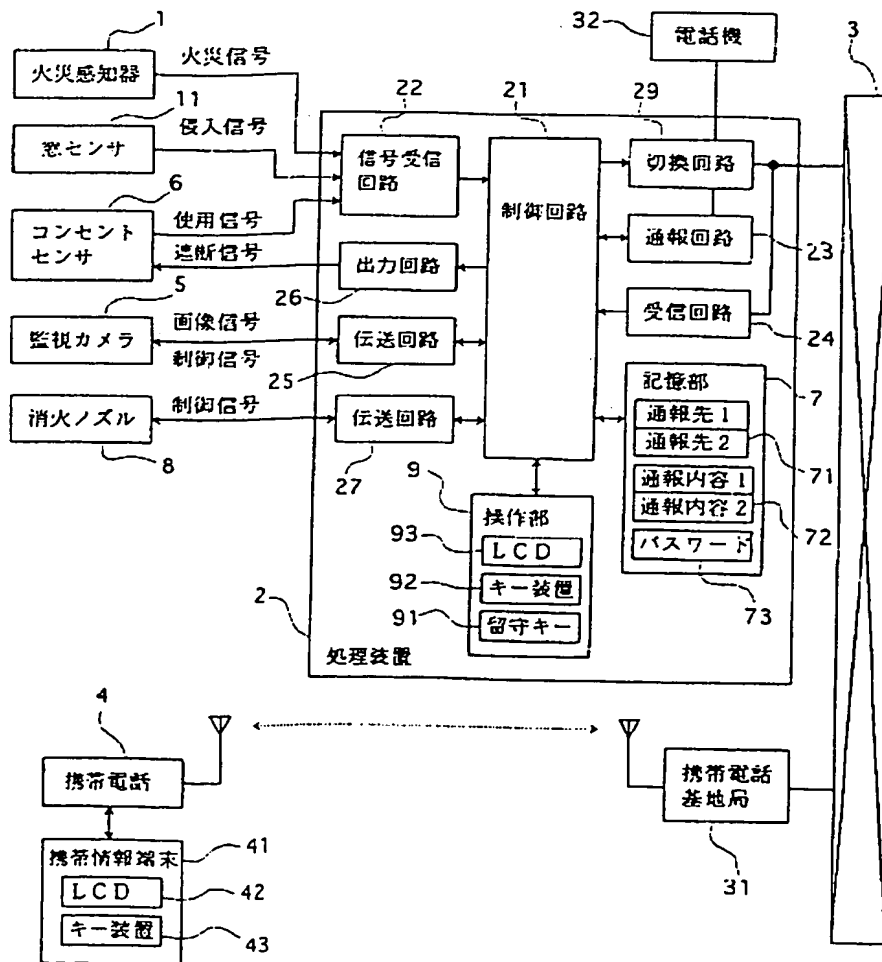 1
火災感知器
火災信号
11
窓センサ
侵入信号
6
コンセント
センサ
使用信号
遮断信号
5
監視カメラ
画像信号
制御信号
消火ノズル
8
制御信号
22
信号受信
回路
21
制御回路
29
切換回路
32
電話機
3
通報回路
23
出力回路
26
受信回路
24
伝送回路
25
伝送回路
27
記憶部
7
通報先1
通報先2
71
通報内容1
通報内容2
72
パスワード
73
9
操作部
93
LCD
92
キー装置
91
留守キー
2
処理装置
4
携帯電話
携帯電話
基地局
31
携帯情報端末
41
LCD
42
キー装置
43